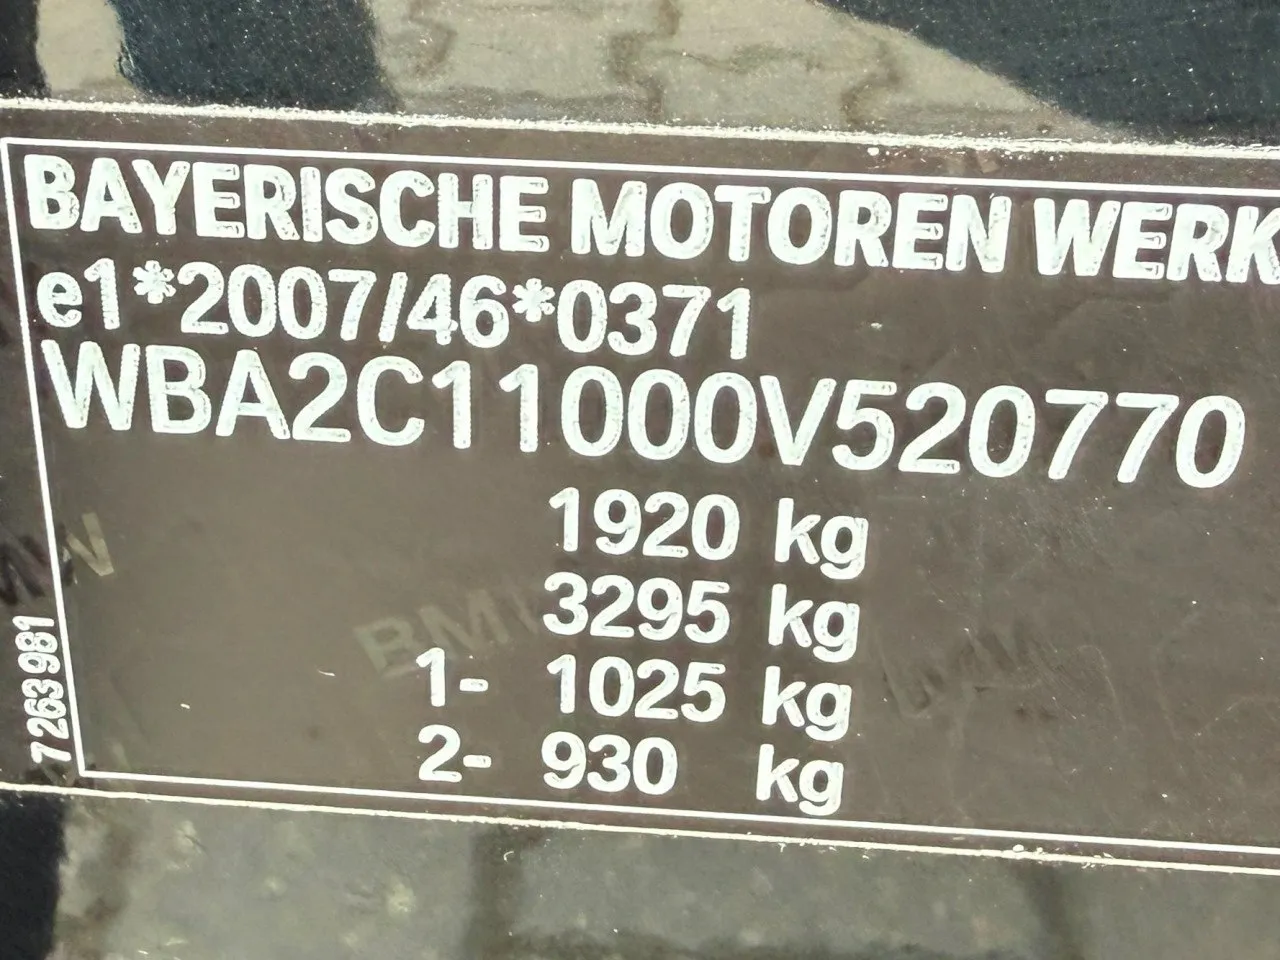 BAYERISCHE MOTOREN WERK
e1*2007/46*0371
WBA2C11000V520770
1920 kg
3295 kg
1- 1025 kg
2- 930 kg
7263981
BMW